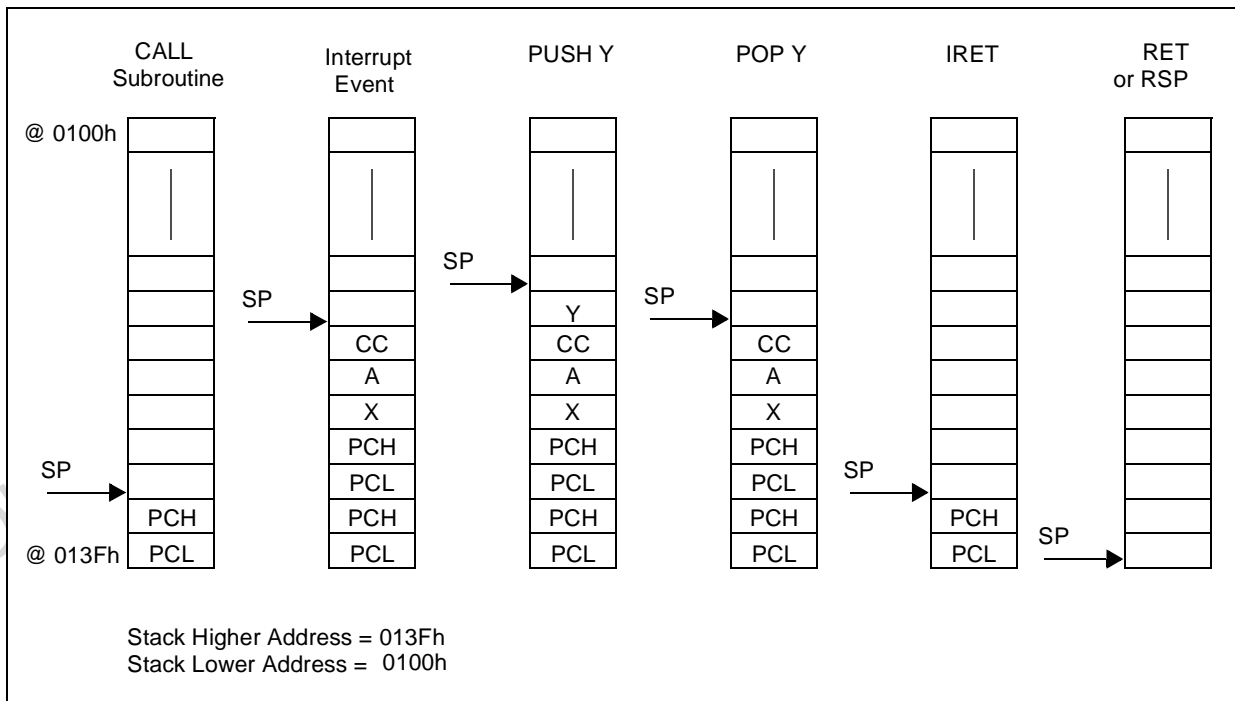 CALL
Subroutine
Interrupt
Event
PUSH Y
POP Y
IRET
RET
or RSP
@ 0100h
SP
SP
SP
Y
CC
CC
CC
A
A
A
X
X
X
PCH
PCH
PCH
SP
SP
PCL
PCL
PCL
PCH
PCH
PCH
PCH
PCH
SP
@ 013Fh
PCL
PCL
PCL
PCL
PCL
Stack Higher Address = 013Fh
Stack Lower Address = 0100h